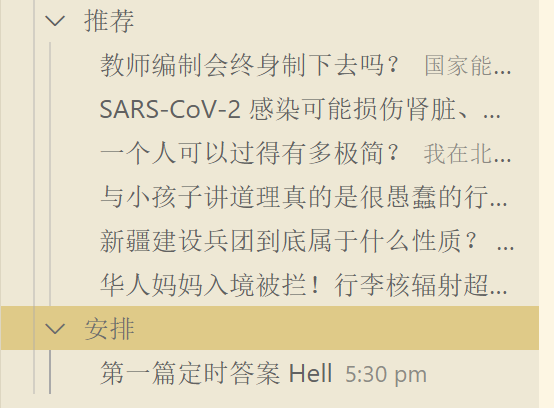 推荐
教师编制会终身制下去吗？ 国家能...
SARS-CoV-2 感染可能损伤肾脏、...
一个人可以过得有多极简？ 我在北...
与小孩子讲道理真的是很愚蠢的行...
新疆建设兵团到底属于什么性质？ ...
华人妈妈入境被拦！行李核辐射超...
安排
第一篇定时答案 Hell 5:30 pm